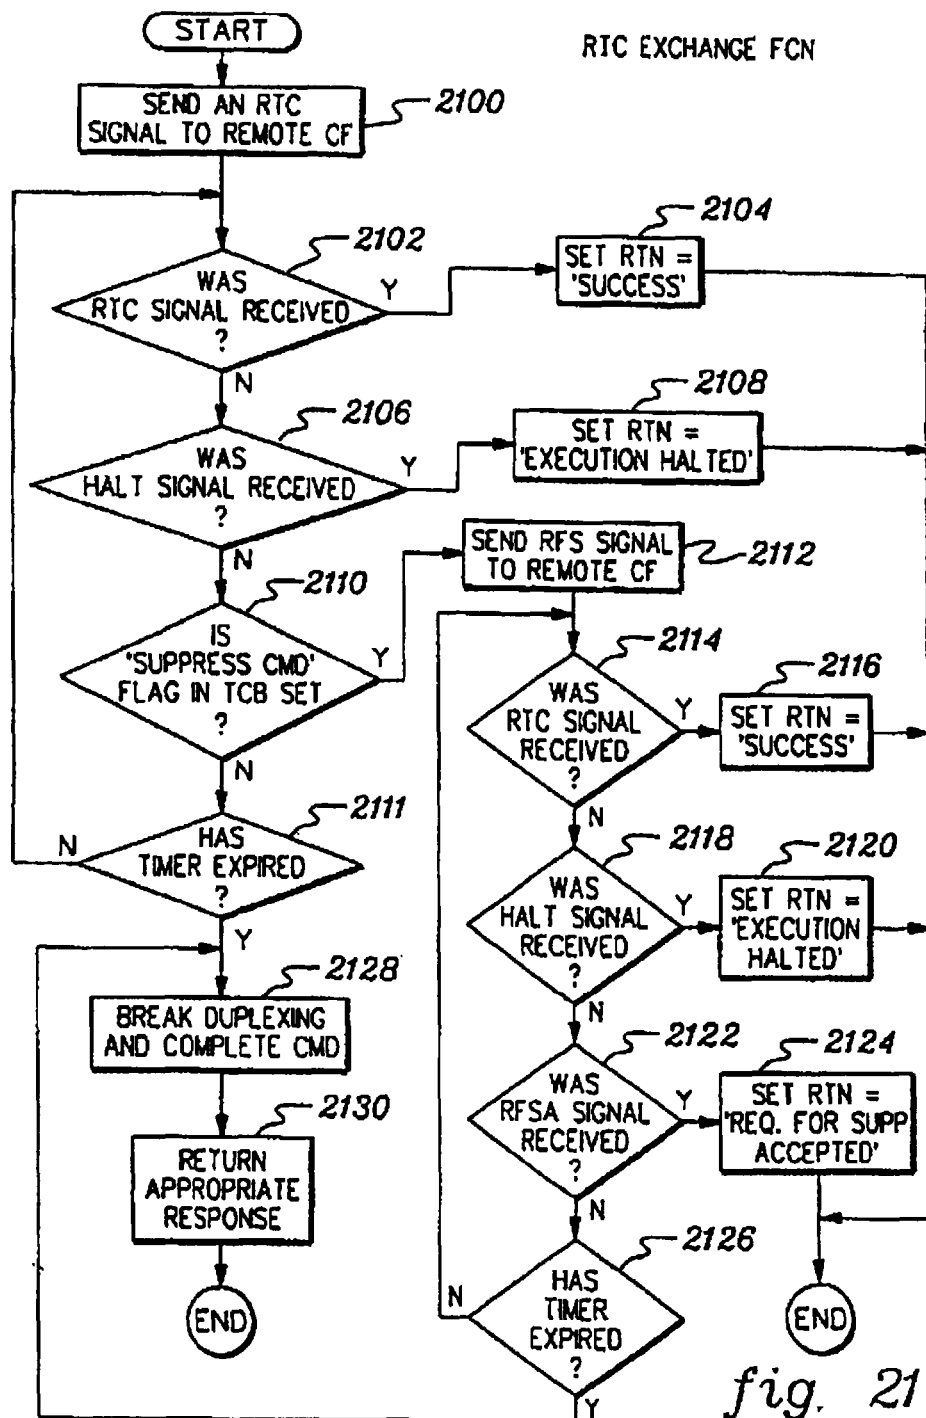 START
RTC EXCHANGE FCN
SEND AN RTC
SIGNAL TO REMOTE CF
2100
2102
WAS
RTC SIGNAL RECEIVED
?
Y
N
2104
SET RTN =
'SUCCESS'
2106
WAS
HALT SIGNAL RECEIVED
?
Y
N
2108
SET RTN =
'EXECUTION HALTED'
2110
IS
'SUPPRESS CMD'
FLAG IN TCB SET
?
Y
N
SEND RFS SIGNAL
TO REMOTE CF
2112
2111
HAS
TIMER EXPIRED
?
N
Y
2114
WAS
RTC SIGNAL
RECEIVED
?
Y
N
2116
SET RTN =
'SUCCESS'
2118
WAS
HALT SIGNAL
RECEIVED
?
Y
N
2120
SET RTN =
'EXECUTION
HALTED'
2128
BREAK DUPLEXING
AND COMPLETE CMD
2130
RETURN
APPROPRIATE
RESPONSE
END
2122
WAS
RFSA SIGNAL
RECEIVED
?
Y
N
2124
SET RTN =
'REQ. FOR SUPP
ACCEPTED'
2126
HAS
TIMER
EXPIRED
?
N
Y
END
fig. 21